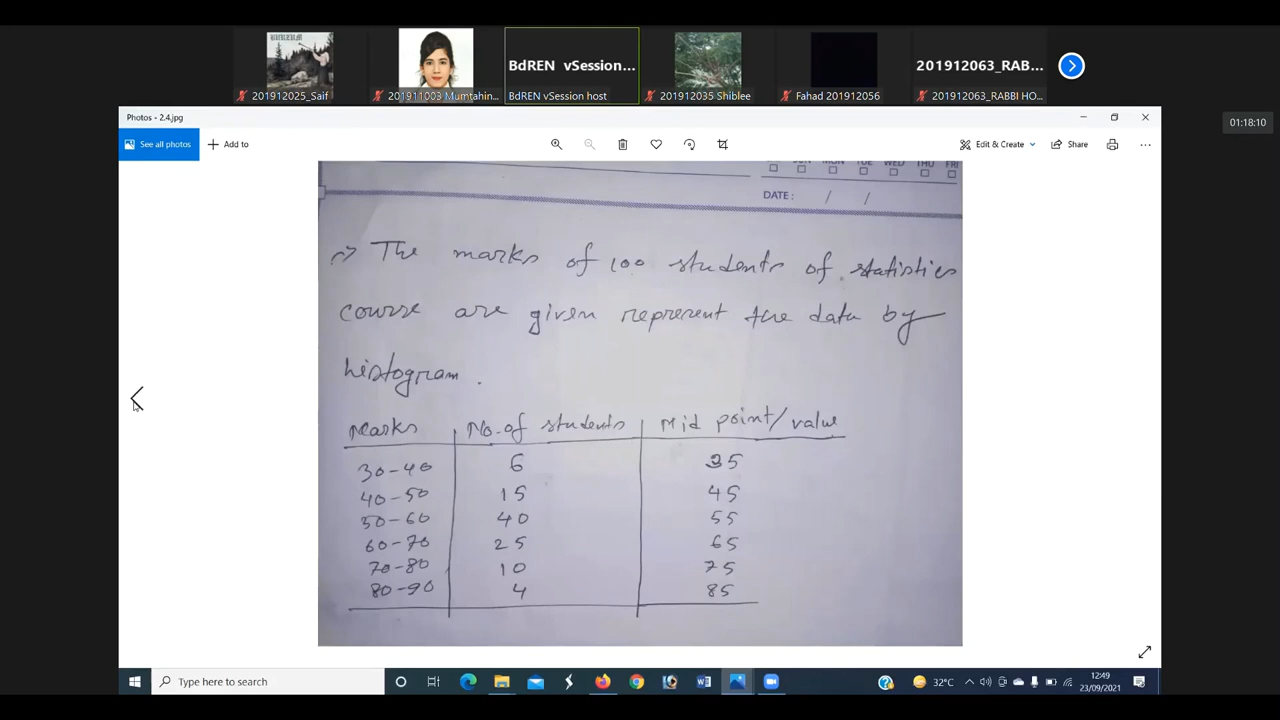 BURZUM
BdREN vSession...
201912063_RAB...
201912025_Saif
201911003 Mumtahin...
BdREN vSession host
201912035 Shiblee
Fahad 201912056
201912063_RABBI HO...
01:18:10
Photos - 2.4.jpg
See all photos
Add to
Edit & Create
Share
SUN MON TUE WED THU FRI
DATE : / /
The marks of 100 students of statistics
course are given represent the data by
histogram.
Marks No. of students Mid point/value
30-40 6 35
40-50 15 45
50-60 40 55
60-70 25 65
70-80 10 75
80-90 4 85
Type here to search
32°C
12:49
23/09/2021